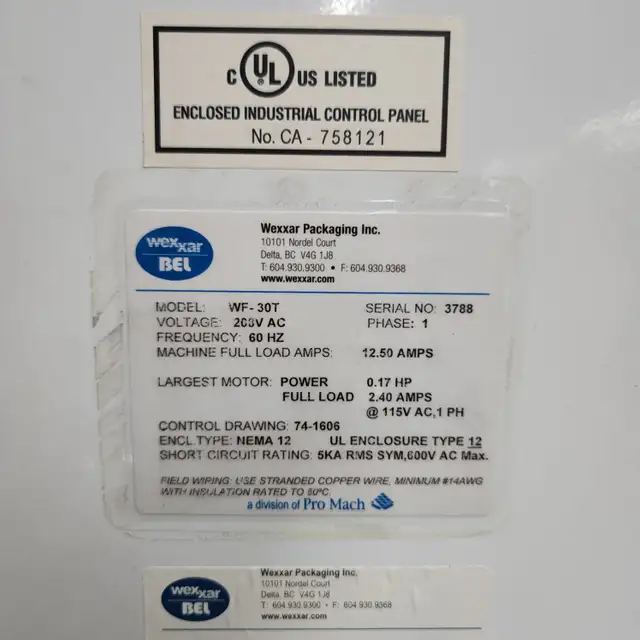 C UL US LISTED
ENCLOSED INDUSTRIAL CONTROL PANEL
No. CA - 758121
wexxar
BEL
Wexxar Packaging Inc.
10101 Nordel Court
Delta, BC V4G 1J8
T: 604.930.9300 • F: 604.930.9368
www.wexxar.com
MODEL: WF-30T SERIAL NO: 3788
VOLTAGE: 208V AC PHASE: 1
FREQUENCY: 60 HZ
MACHINE FULL LOAD AMPS: 12.50 AMPS
LARGEST MOTOR: POWER 0.17 HP
FULL LOAD 2.40 AMPS
@ 115V AC,1 PH
CONTROL DRAWING: 74-1606
ENCL TYPE: NEMA 12 UL ENCLOSURE TYPE 12
SHORT CIRCUIT RATING: 5KA RMS SYM,600V AC Max.
FIELD WIRING: USE STRANDED COPPER WIRE, MINIMUM #14AWG
WITH INSULATION RATED TO 60°C.
a division of Pro Mach
wexxar
BEL
Wexxar Packaging Inc.
10101 Nordel Court
Delta, BC V4G 1J8
T: 604.930.9300 • F: 604.930.9368
www.wexxar.com